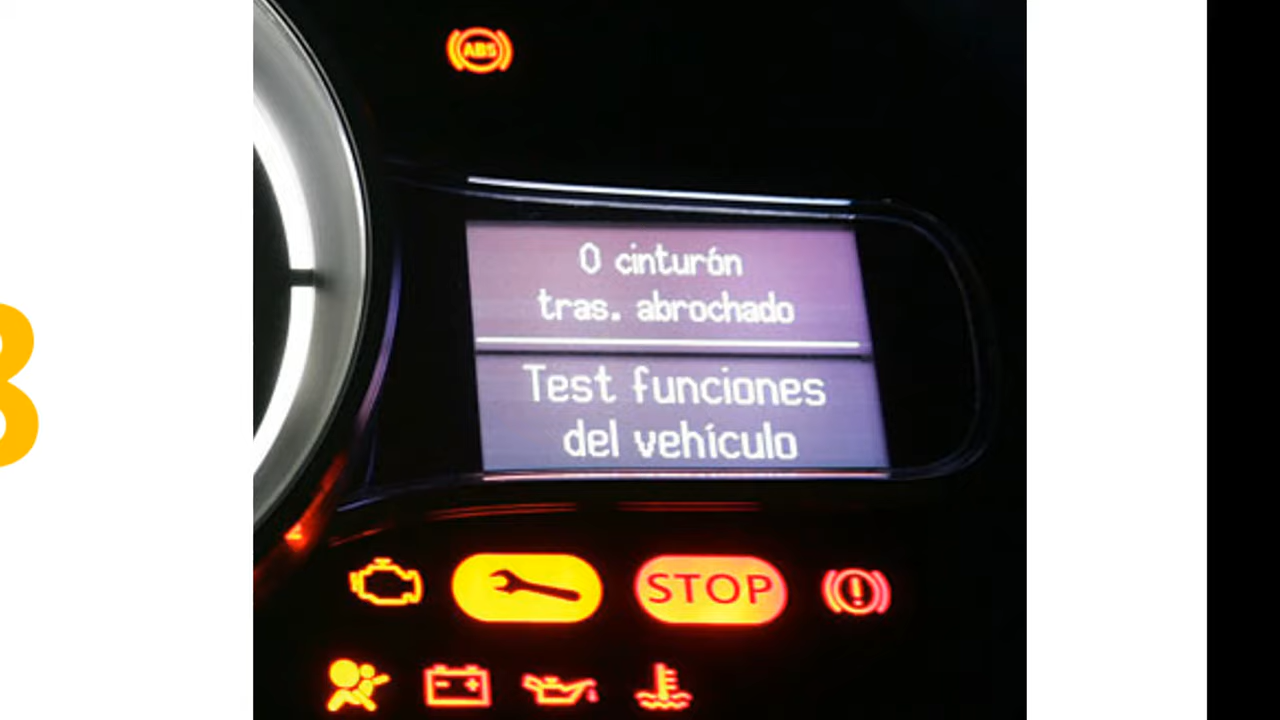 ABS
0 cinturón
tras. abrochado
Test funciones
del vehículo
STOP